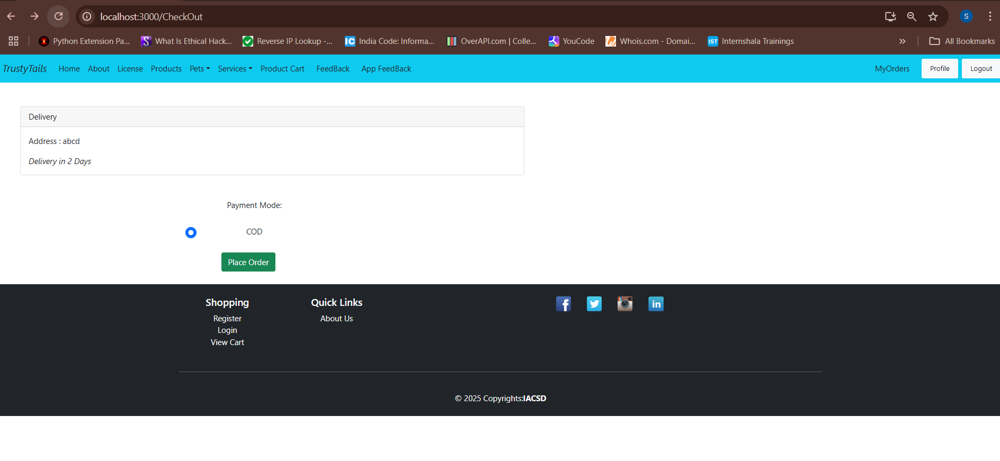 localhost:3000/CheckOut
S
Python Extension Pa...
S
What Is Ethical Hack...
Reverse IP Lookup -...
IC
India Code: Informa...
OverAPI.com | Colle...
YouCode
Whois.com - Domai...
IST
Internshala Trainings
»
All Bookmarks
TrustyTails
Home
About
License
Products
Pets
Services
Product Cart
FeedBack
App FeedBack
MyOrders
Profile
Logout
Delivery
Address : abcd
Delivery in 2 Days
Payment Mode:
COD
Place Order
Shopping
Register
Login
View Cart
Quick Links
About Us
f
in
© 2025 Copyrights:IACSD